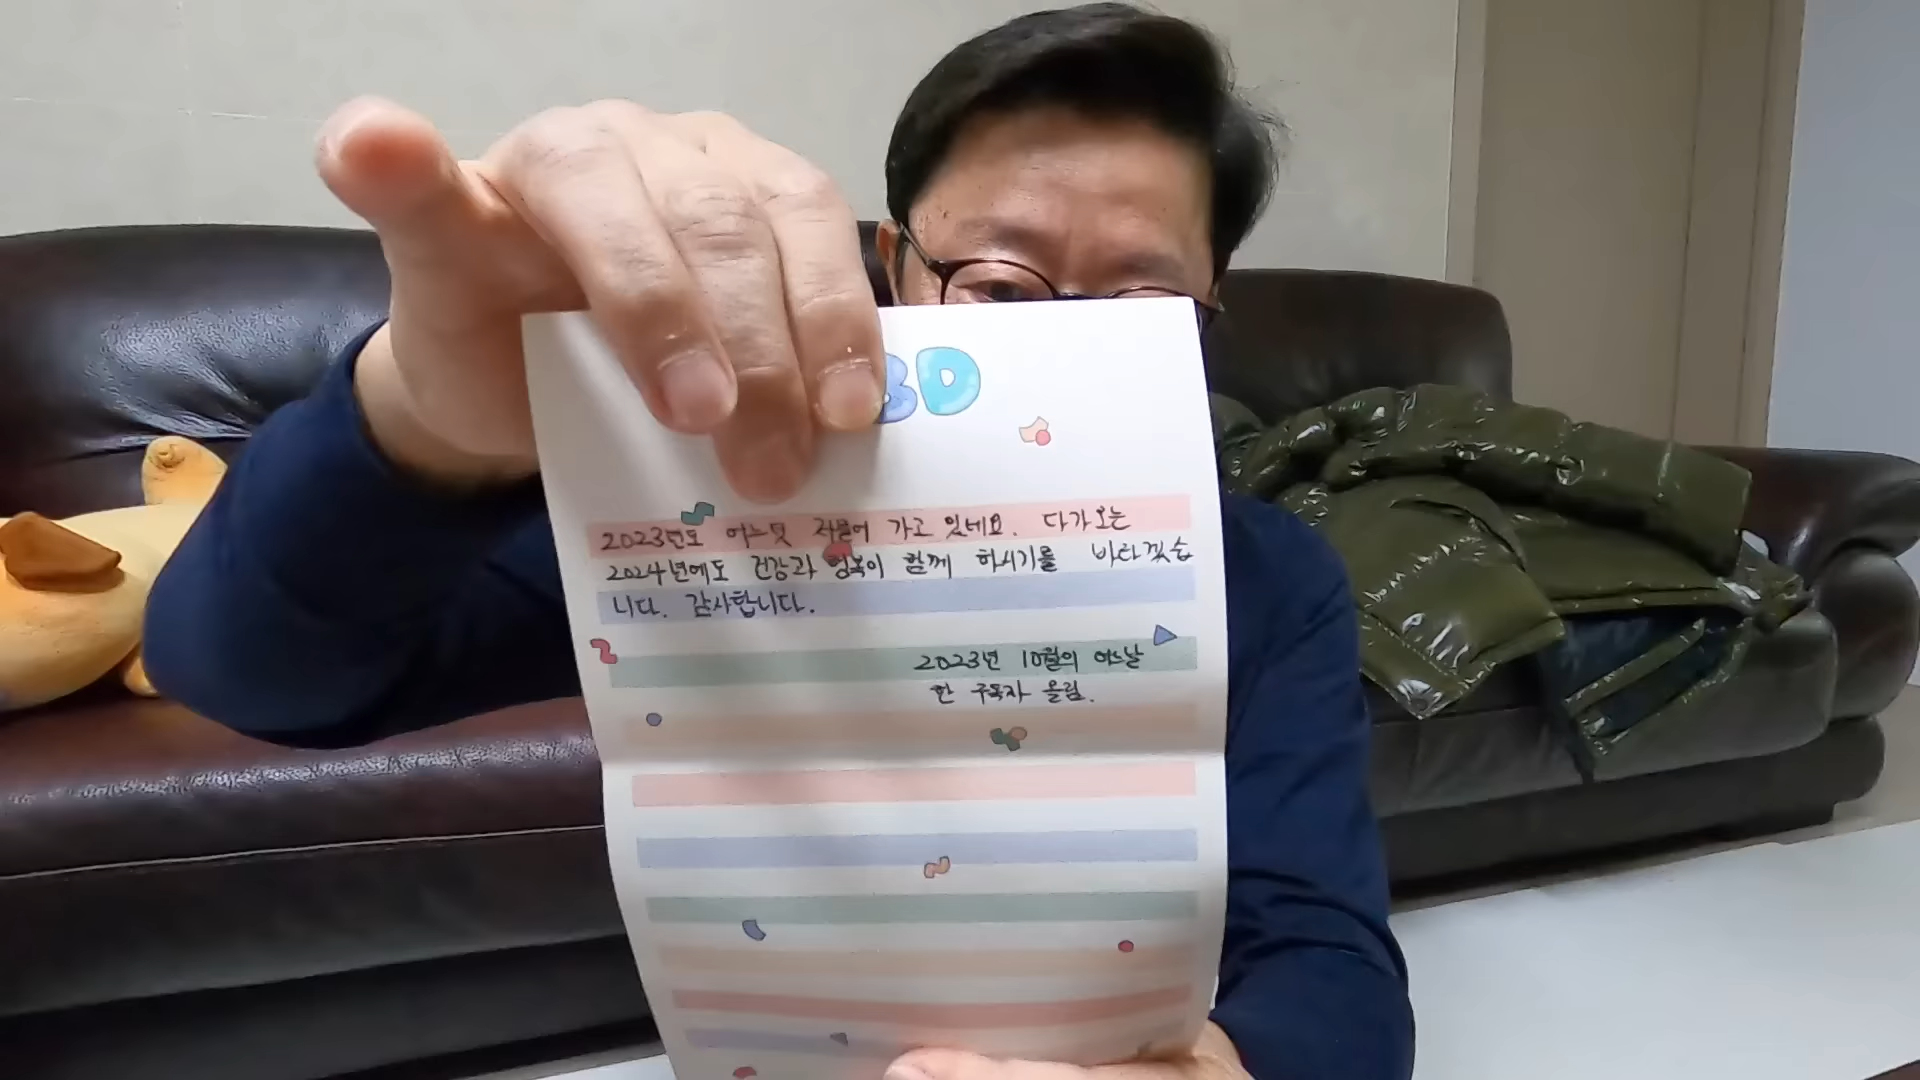 BD
2023년도 어느덧 저물어 가고 있네요. 다가오는
2024년에도 건강과 행복이 함께 하시기를 바라겠습
니다. 감사합니다.
2023년 10월의 어느날
한 구독자 올림.